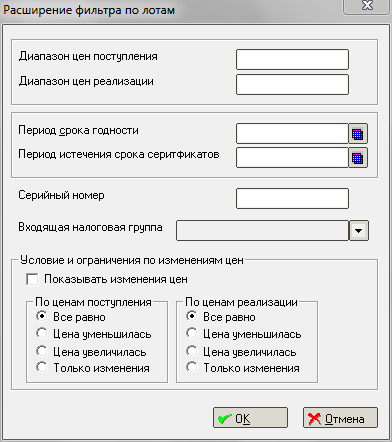 Расширение фильтра по лотам
Диапазон цен поступления
Диапазон цен реализации
Период срока годности
Период истечения срока серитфкатов
Серийный номер
Входящая налоговая группа
Условие и ограничения по изменениям цен
Показывать изменения цен
По ценам поступления
Все равно
Цена уменьшилась
Цена увеличилась
Только изменения
По ценам реализации
Все равно
Цена уменьшилась
Цена увеличилась
Только изменения
OK
Отмена